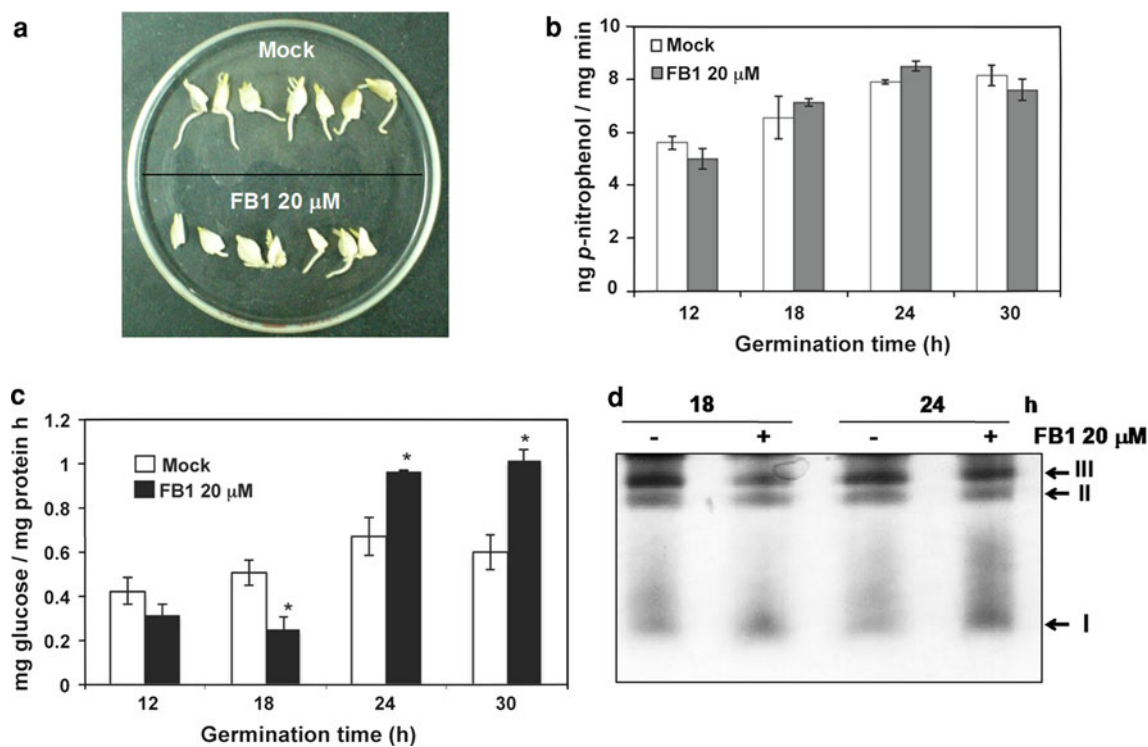 a
Mock
FB1 20 μM
b
ng p-nitrophenol / mg min
10
8
6
4
2
0
Mock
FB1 20 μM
12 18 24 30
Germination time (h)
c
mg glucose / mg protein h
1.2
1
0.8
0.6
0.4
0.2
0
Mock
FB1 20 μM
* * *
12 18 24 30
Germination time (h)
d
18 24 h
- + - + FB1 20 μM
III
II
I